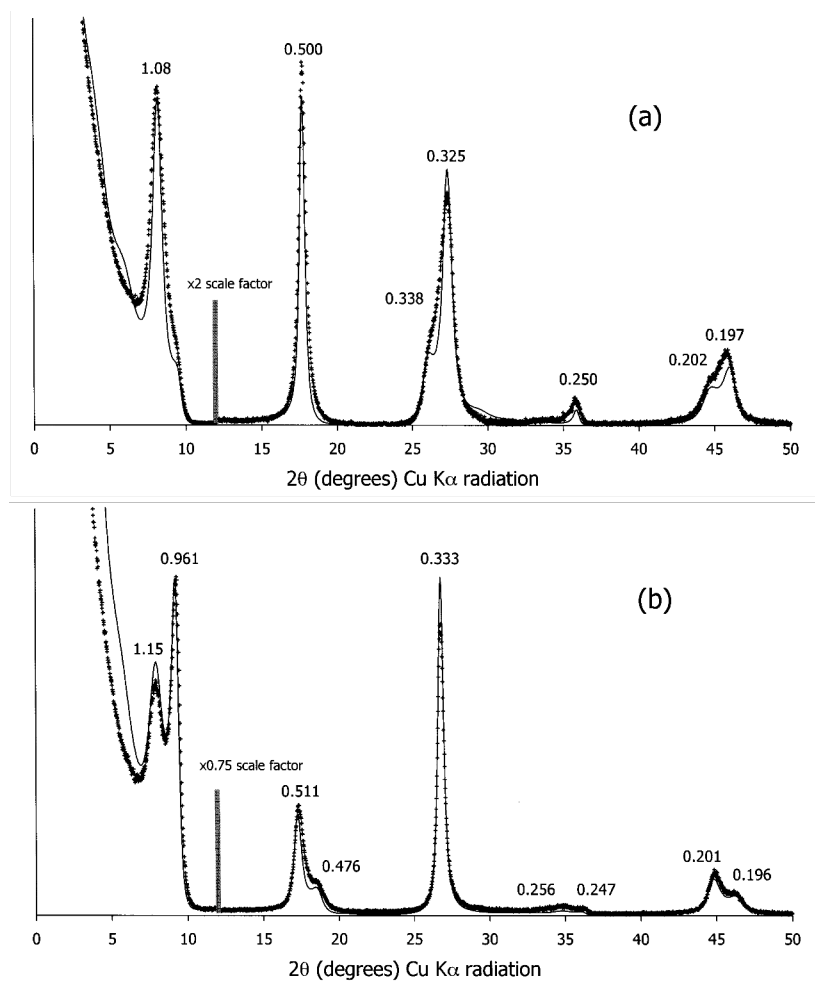 0.500
1.08
(a)
0.325
x2 scale factor
0.338
0.197
0.202
0.250
0 5 10 15 20 25 30 35 40 45 50
2θ (degrees) Cu Kα radiation
0.961
0.333
(b)
1.15
x0.75 scale factor
0.511
0.476
0.201
0.196
0.256
0.247
0 5 10 15 20 25 30 35 40 45 50
2θ (degrees) Cu Kα radiation